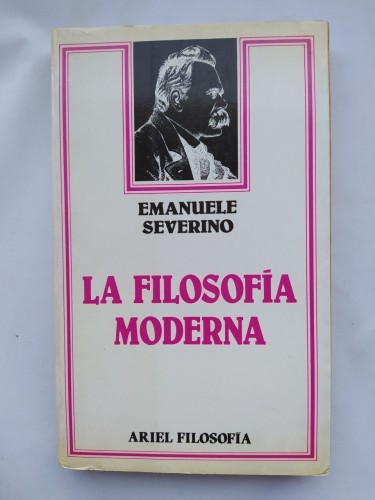 EMANUELE
SEVERINO
LA FILOSOFÍA
MODERNA
ARIEL FILOSOFÍA